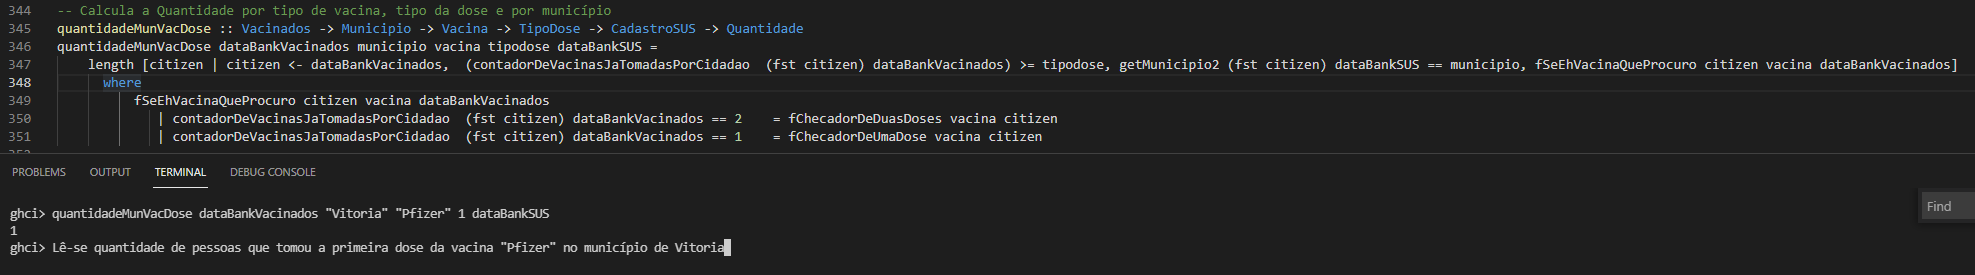 344 -- Calcula a Quantidade por tipo de vacina, tipo da dose e por município
345 quantidadeMunVacDose :: Vacinados -> Municipio -> Vacina -> TipoDose -> CadastroSUS -> Quantidade
346 quantidadeMunVacDose dataBankVacinados municipio vacina tipodose dataBankSUS =
347 length [citizen | citizen <- dataBankVacinados, (contadorDeVacinasJaTomadasPorCidadao (fst citizen) dataBankVacinados) >= tipodose, getMunicipio2 (fst citizen) dataBankSUS == municipio, fSeEhVacinaQueProcuro citizen vacina dataBankVacinados]
348 where
349 fSeEhVacinaQueProcuro citizen vacina dataBankVacinados
350 | contadorDeVacinasJaTomadasPorCidadao (fst citizen) dataBankVacinados == 2 = fChecadorDeDuasDoses vacina citizen
351 | contadorDeVacinasJaTomadasPorCidadao (fst citizen) dataBankVacinados == 1 = fChecadorDeUmaDose vacina citizen
PROBLEMS OUTPUT TERMINAL DEBUG CONSOLE
Find
ghci> quantidadeMunVacDose dataBankVacinados "Vitoria" "Pfizer" 1 dataBankSUS
1
ghci> Lê-se quantidade de pessoas que tomou a primeira dose da vacina "Pfizer" no município de Vitoria